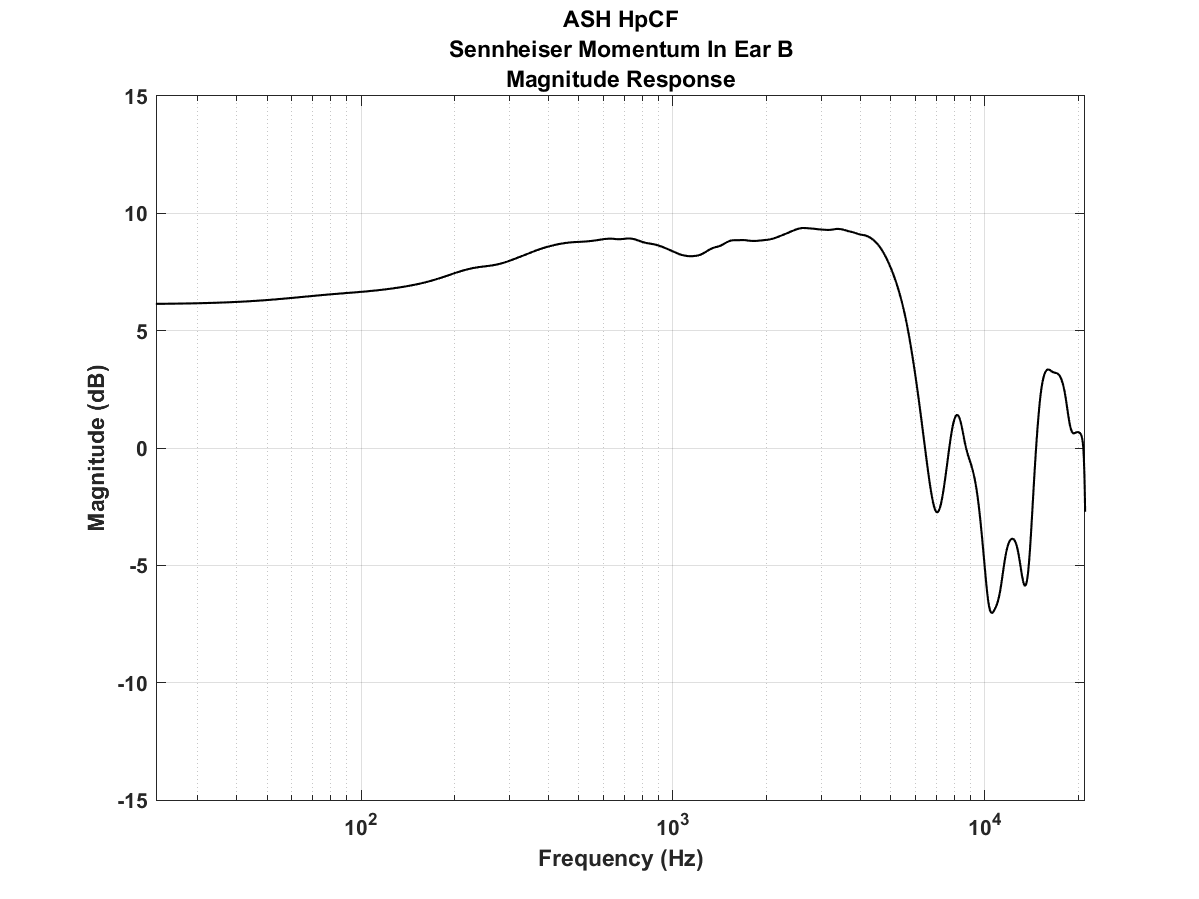 ASH HpCF
Sennheiser Momentum In Ear B
Magnitude Response
15
10
5
0
-5
-10
-15
Magnitude (dB)
10²
10³
10⁴
Frequency (Hz)